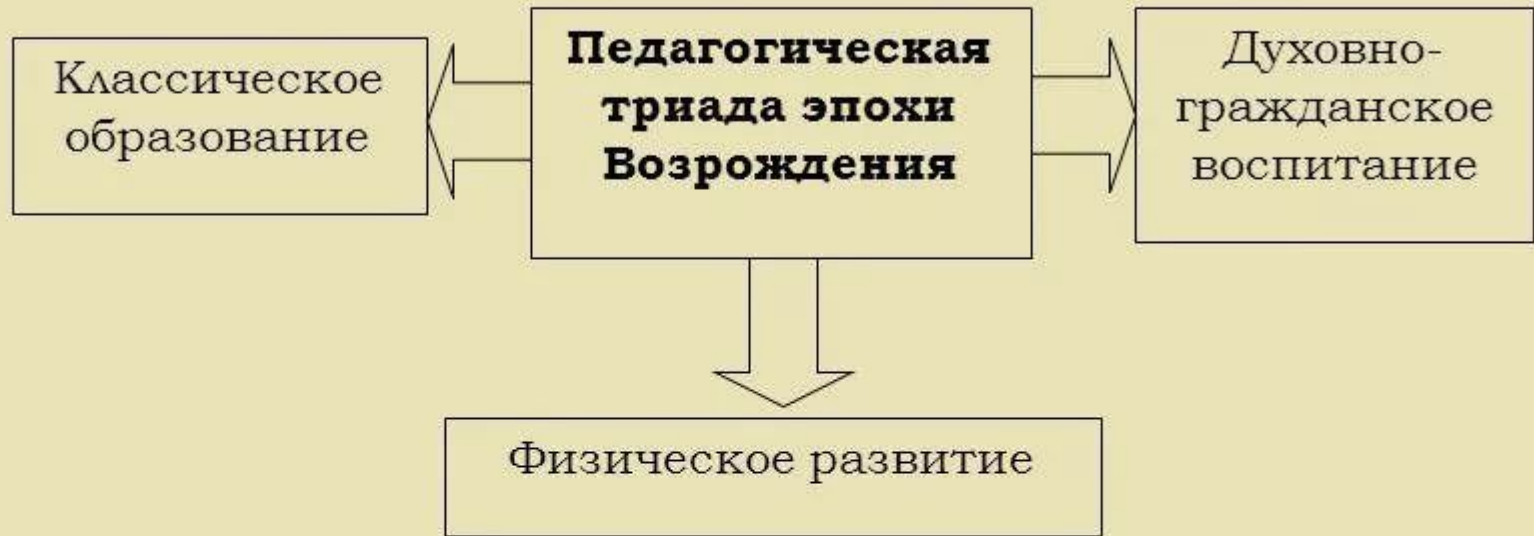 Педагогическая
триада эпохи
Возрождения
Классическое
образование
Духовно-
гражданское
воспитание
Физическое развитие